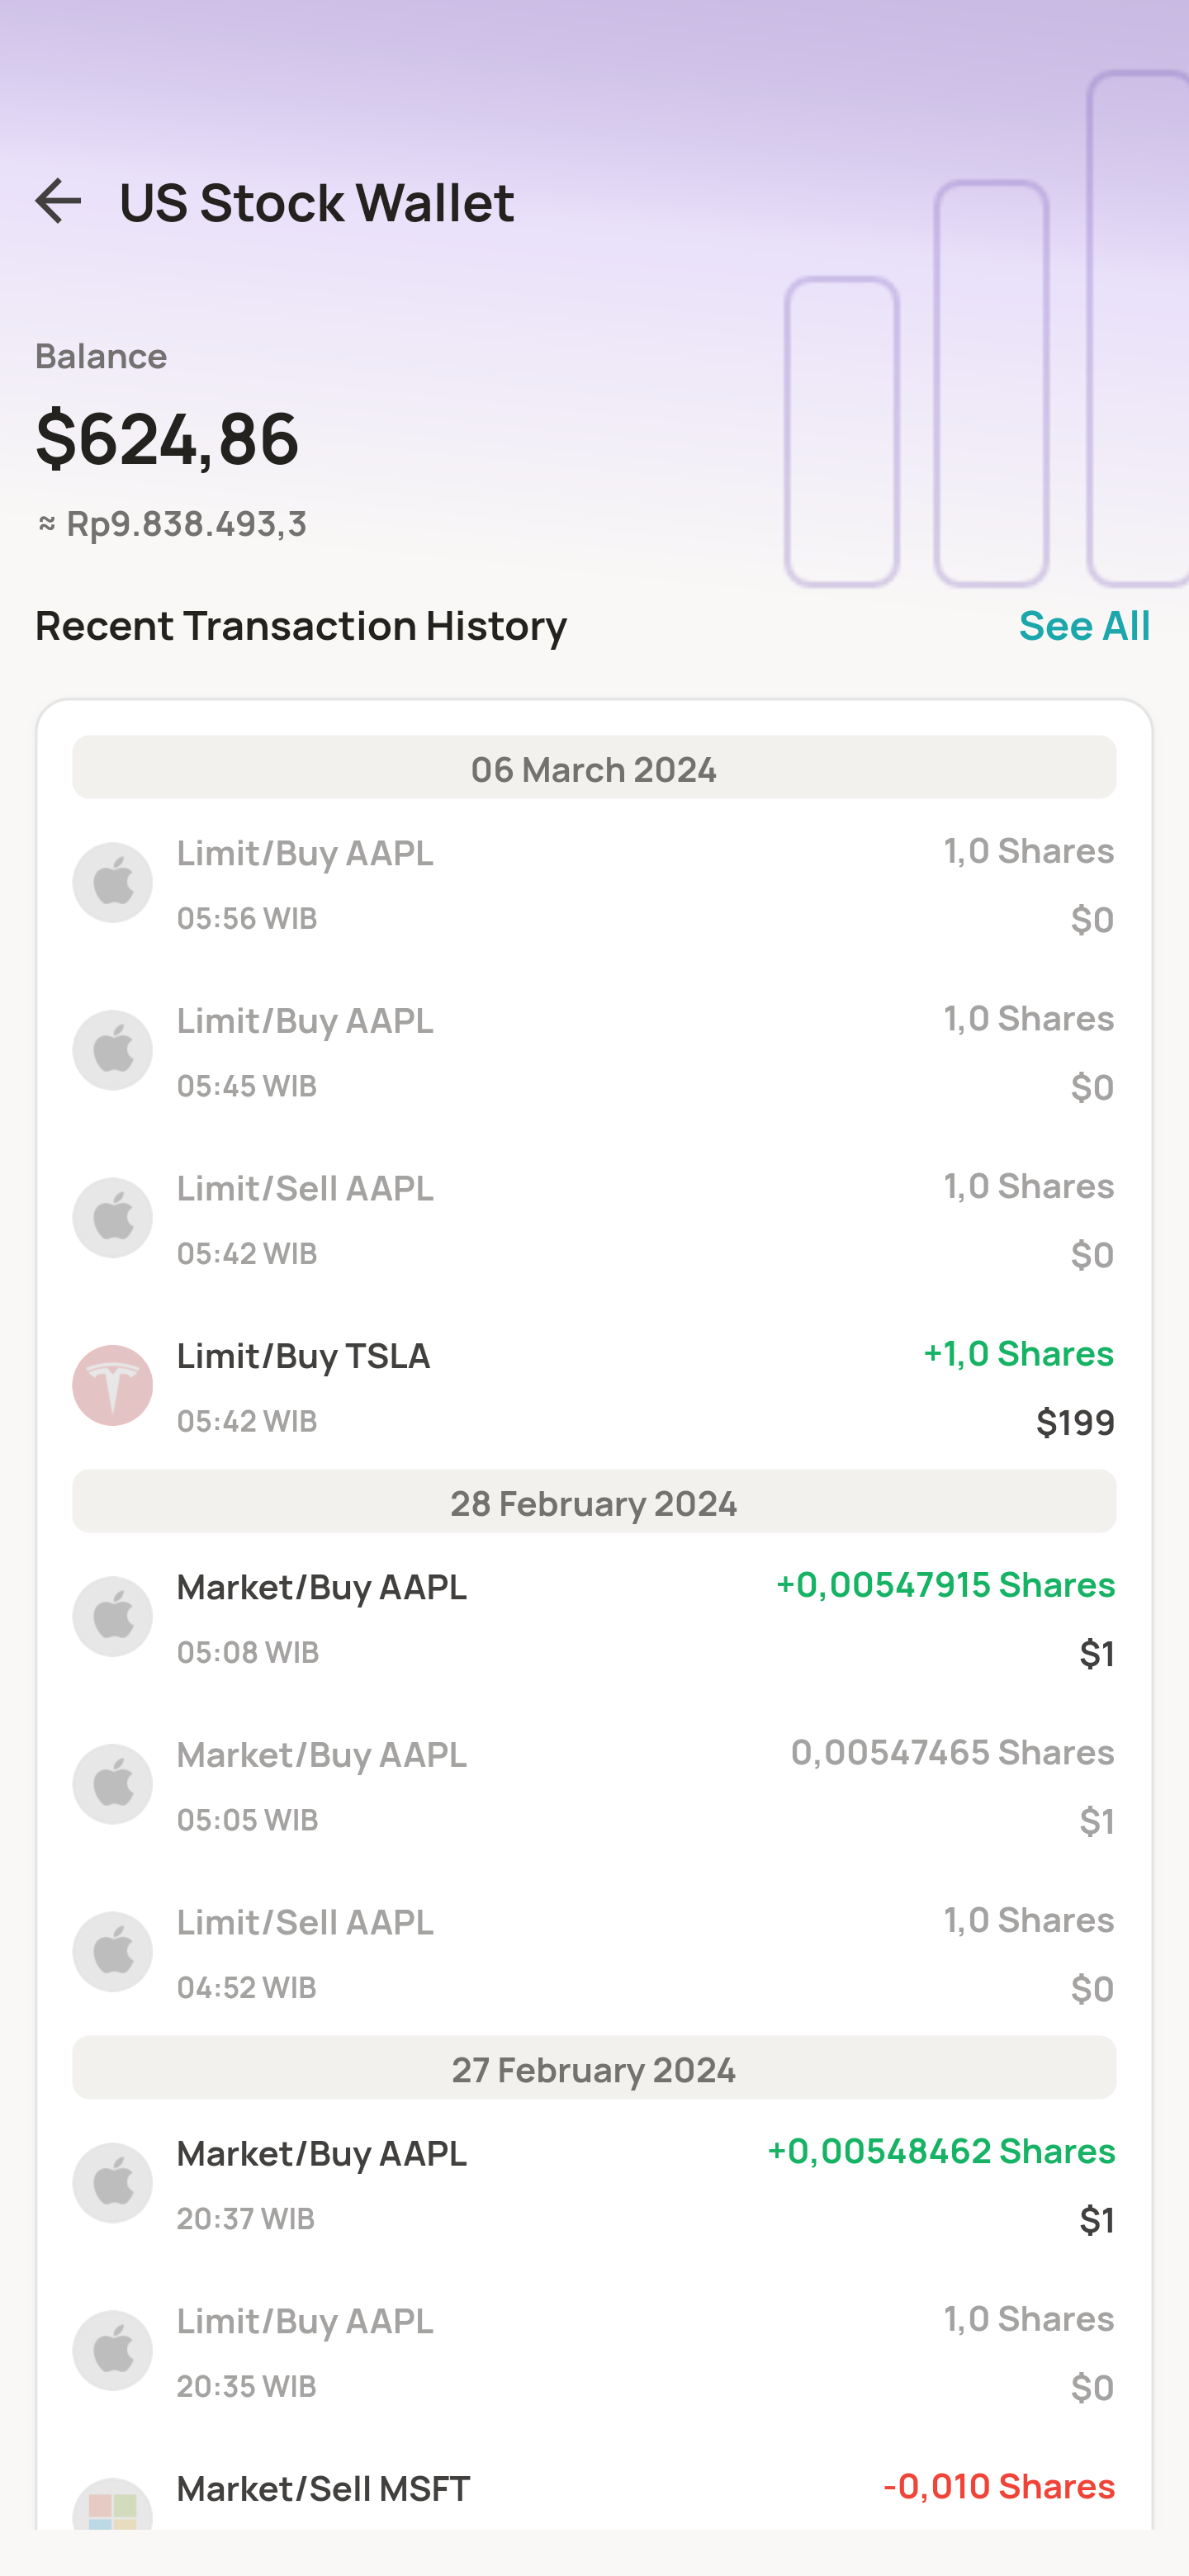 US Stock Wallet
Balance
$624,86
≈ Rp9.838.493,3
Recent Transaction History See All
06 March 2024
Limit/Buy AAPL 1,0 Shares
05:56 WIB $0
Limit/Buy AAPL 1,0 Shares
05:45 WIB $0
Limit/Sell AAPL 1,0 Shares
05:42 WIB $0
Limit/Buy TSLA +1,0 Shares
05:42 WIB $199
28 February 2024
Market/Buy AAPL +0,00547915 Shares
05:08 WIB $1
Market/Buy AAPL 0,00547465 Shares
05:05 WIB $1
Limit/Sell AAPL 1,0 Shares
04:52 WIB $0
27 February 2024
Market/Buy AAPL +0,00548462 Shares
20:37 WIB $1
Limit/Buy AAPL 1,0 Shares
20:35 WIB $0
Market/Sell MSFT -0,010 Shares